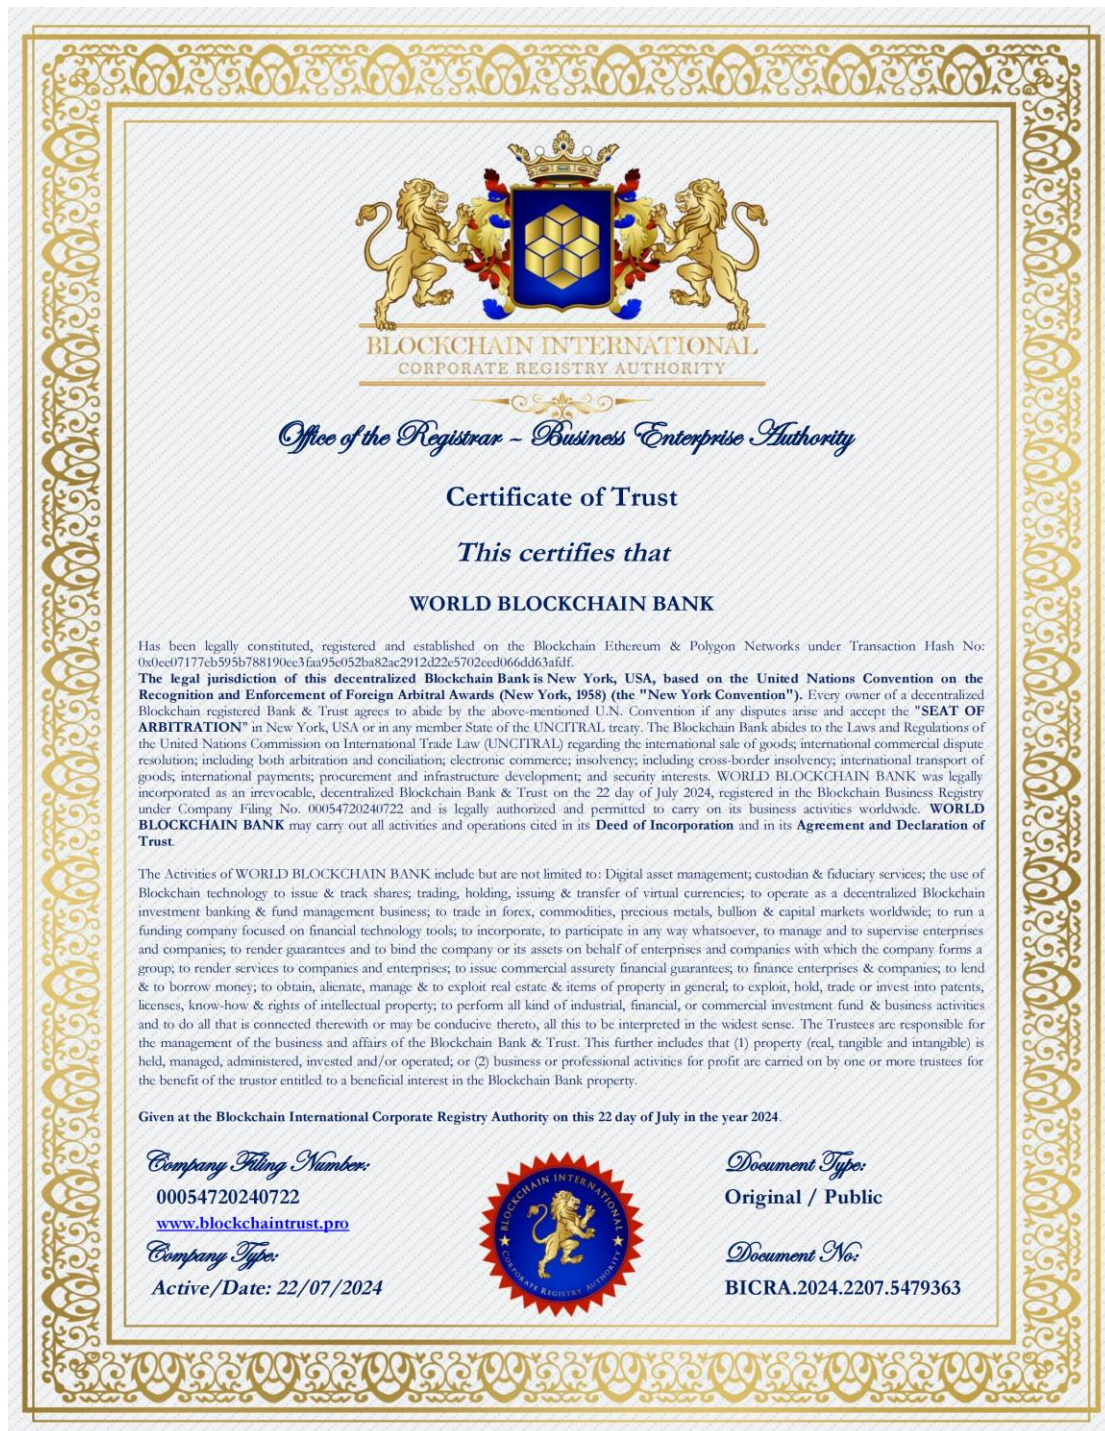 BLOCKCHAIN INTERNATIONAL
CORPORATE REGISTRY AUTHORITY
Office of the Registrar ~ Business Enterprise Authority
Certificate of Trust
This certifies that
WORLD BLOCKCHAIN BANK
Has been legally constituted, registered and established on the Blockchain Ethereum & Polygon Networks under Transaction Hash No:
0x0ee07177eb595b788190ee3faa95e052ba82ac2912d22e5702eed066dd63afdf.
The legal jurisdiction of this decentralized Blockchain Bank is New York, USA, based on the United Nations Convention on the
Recognition and Enforcement of Foreign Arbitral Awards (New York, 1958) (the "New York Convention"). Every owner of a decentralized
Blockchain registered Bank & Trust agrees to abide by the above-mentioned U.N. Convention if any disputes arise and accept the "SEAT OF
ARBITRATION" in New York, USA or in any member State of the UNCITRAL treaty. The Blockchain Bank abides to the Laws and Regulations of
the United Nations Commission on International Trade Law (UNCITRAL) regarding the international sale of goods; international commercial dispute
resolution; including both arbitration and conciliation; electronic commerce; insolvency; including cross-border insolvency; international transport of
goods; international payments; procurement and infrastructure development; and security interests. WORLD BLOCKCHAIN BANK was legally
incorporated as an irrevocable, decentralized Blockchain Bank & Trust on the 22 day of July 2024, registered in the Blockchain Business Registry
under Company Filing No. 00054720240722 and is legally authorized and permitted to carry on its business activities worldwide. WORLD
BLOCKCHAIN BANK may carry out all activities and operations cited in its Deed of Incorporation and in its Agreement and Declaration of
Trust.
The Activities of WORLD BLOCKCHAIN BANK include but are not limited to: Digital asset management; custodian & fiduciary services; the use of
Blockchain technology to issue & track shares; trading, holding, issuing & transfer of virtual currencies; to operate as a decentralized Blockchain
investment banking & fund management business; to trade in forex, commodities, precious metals, bullion & capital markets worldwide; to run a
funding company focused on financial technology tools; to incorporate, to participate in any way whatsoever, to manage and to supervise enterprises
and companies; to render guarantees and to bind the company or its assets on behalf of enterprises and companies with which the company forms a
group; to render services to companies and enterprises; to issue commercial assurety financial guarantees; to finance enterprises & companies; to lend
& to borrow money; to obtain, alienate, manage & to exploit real estate & items of property in general; to exploit, hold, trade or invest into patents,
licenses, know-how & rights of intellectual property; to perform all kind of industrial, financial, or commercial investment fund & business activities
and to do all that is connected therewith or may be conducive thereto, all this to be interpreted in the widest sense. The Trustees are responsible for
the management of the business and affairs of the Blockchain Bank & Trust. This further includes that (1) property (real, tangible and intangible) is
held, managed, administered, invested and/or operated; or (2) business or professional activities for profit are carried on by one or more trustees for
the benefit of the trustor entitled to a beneficial interest in the Blockchain Bank property.
Given at the Blockchain International Corporate Registry Authority on this 22 day of July in the year 2024.
Company Filing Number:
00054720240722
www.blockchaintrust.pro
Company Type:
Active/Date: 22/07/2024
BLOCKCHAIN INTERNATIONAL
CORPORATE REGISTRY AUTHORITY
Document Type:
Original / Public
Document No:
BICRA.2024.2207.5479363